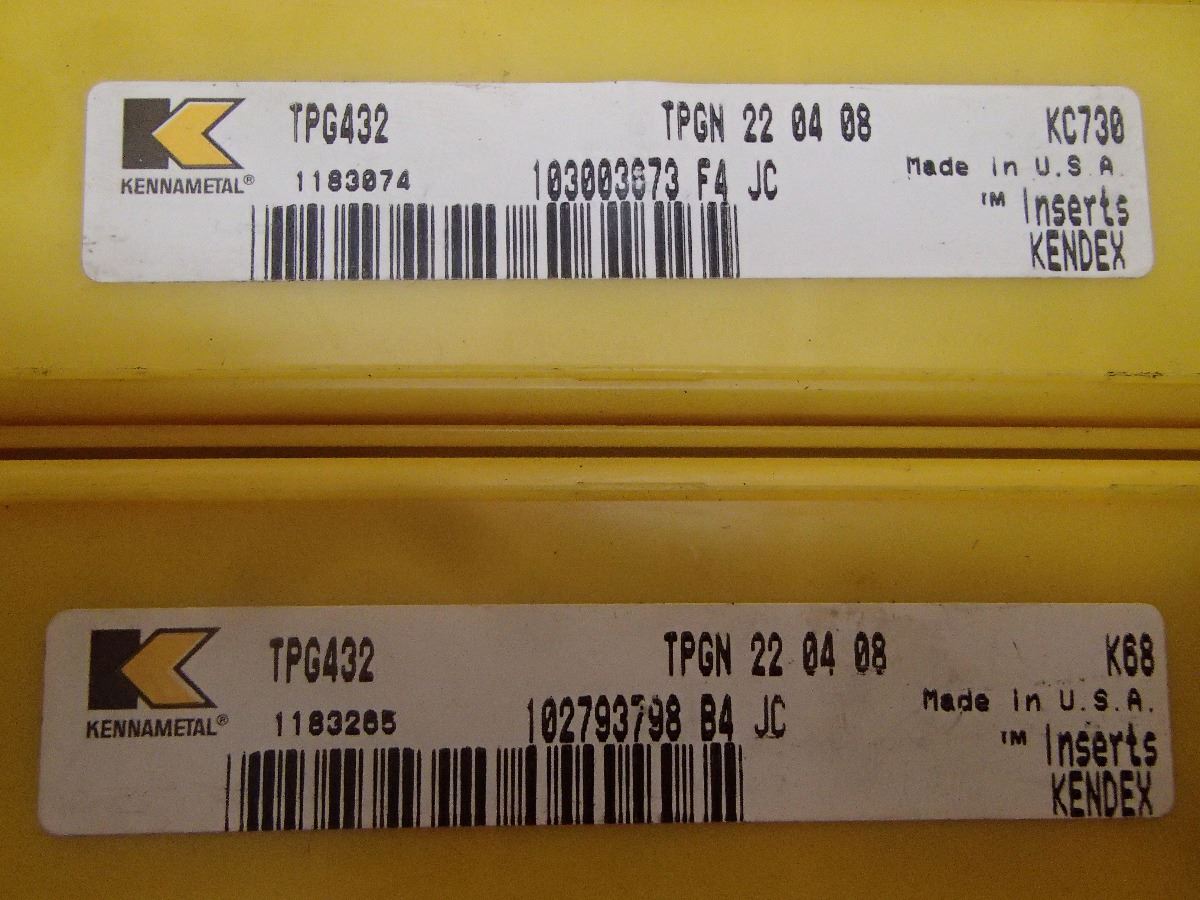 TPG432 TPGN 22 04 08 KC730
KENNAMETAL® 1183074 103003673 F4 JC Made in U.S.A.
™ Inserts
KENDEX
TPG432 TPGN 22 04 08 K68
KENNAMETAL® 1183265 102793798 B4 JC Made in U.S.A.
™ Inserts
KENDEX